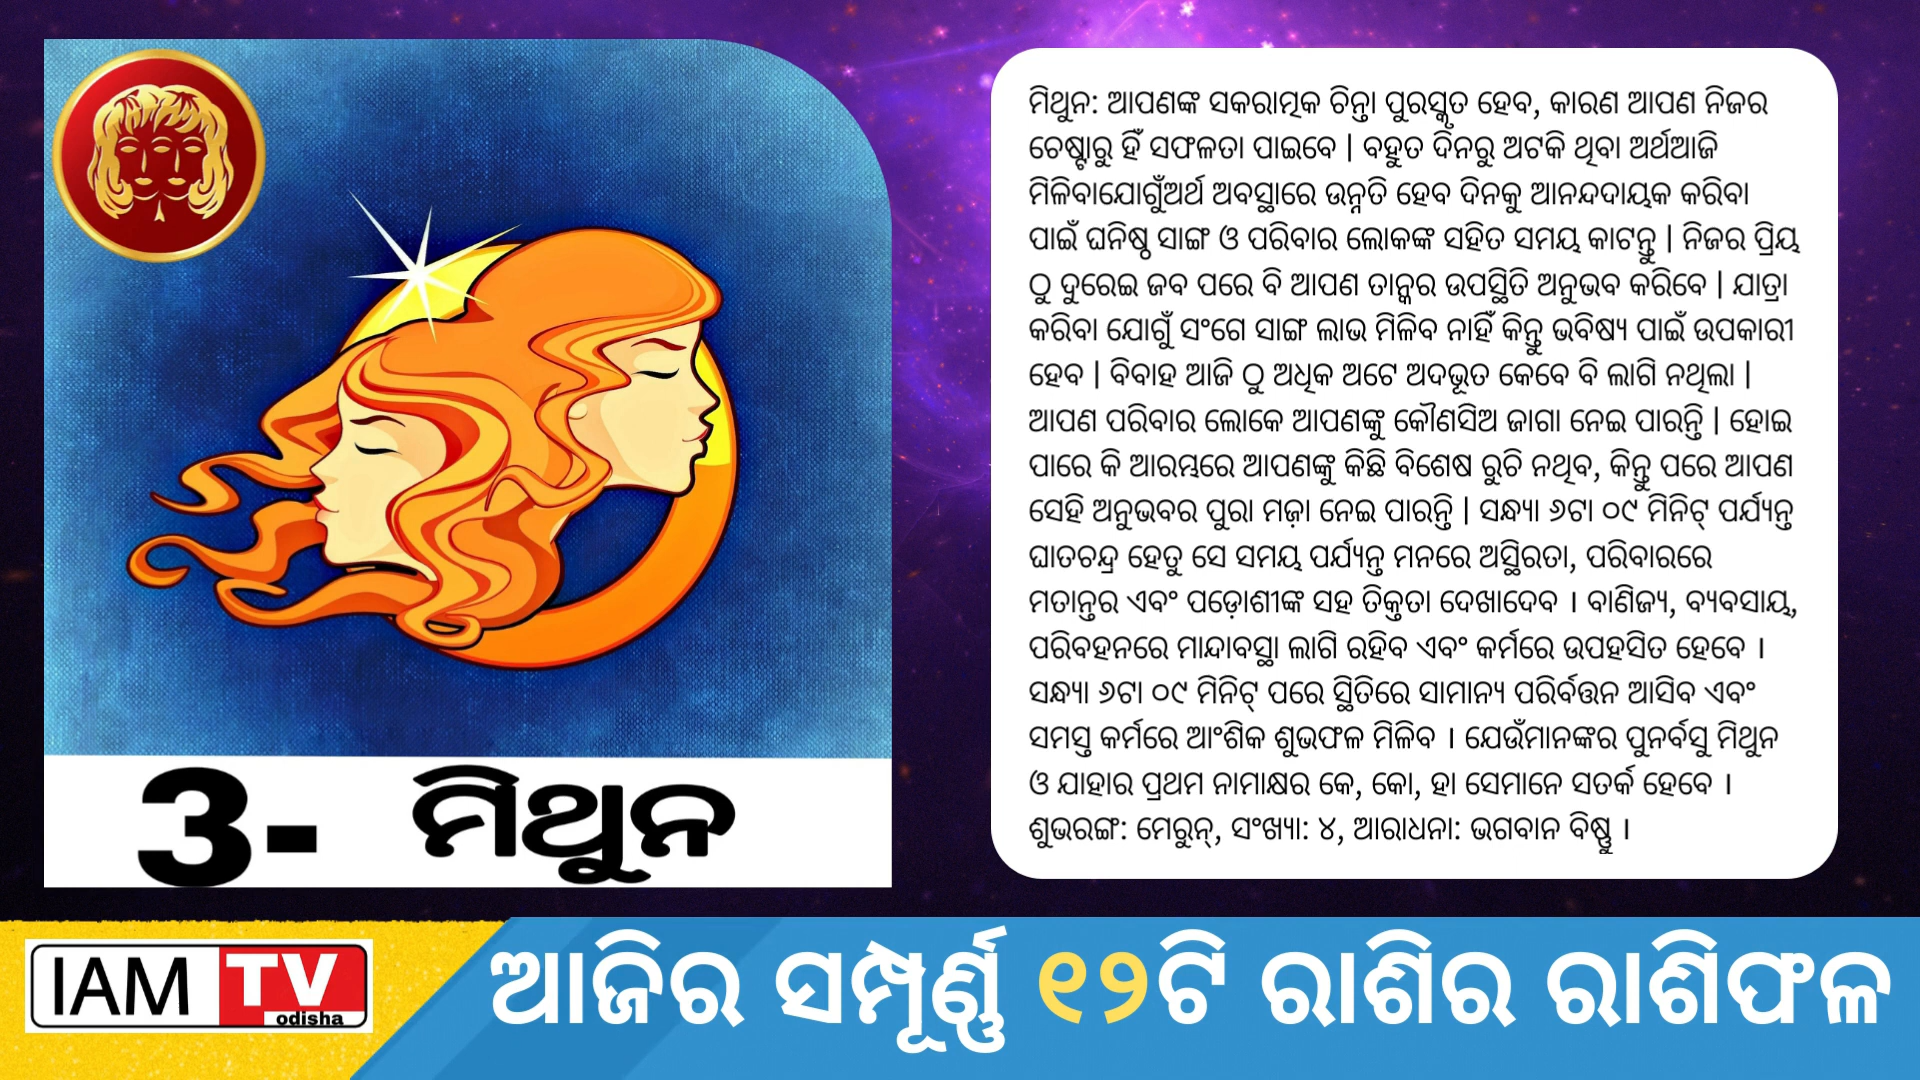 ମିଥୁନ: ଆପଣଙ୍କ ସକରାତ୍ମକ ଚିନ୍ତା ପୁରସ୍କୃତ ହେବ, କାରଣ ଆପଣ ନିଜର
ଚେଷ୍ଟାରୁ ହିଁ ସଫଳତା ପାଇବେ | ବହୁତ ଦିନରୁ ଅଟକି ଥିବା ଅର୍ଥଆଜି
ମିଳିବାଯୋଗୁଁଅର୍ଥ ଅବସ୍ଥାରେ ଉନ୍ନତି ହେବ ଦିନକୁ ଆନନ୍ଦଦାୟକ କରିବା
ପାଇଁ ଘନିଷ୍ଠ ସାଙ୍ଗ ଓ ପରିବାର ଲୋକଙ୍କ ସହିତ ସମୟ କାଟନ୍ତୁ | ନିଜର ପ୍ରିୟ
ଠୁ ଦୁରେଇ ଜବ ପରେ ବି ଆପଣ ତାନ୍କର ଉପସ୍ଥିତି ଅନୁଭବ କରିବେ | ଯାତ୍ରା
କରିବା ଯୋଗୁଁ ସଂଗେ ସାଙ୍ଗ ଲାଭ ମିଳିବ ନାହିଁ କିନ୍ତୁ ଭବିଷ୍ୟ ପାଇଁ ଉପକାରୀ
ହେବ | ବିବାହ ଆଜି ଠୁ ଅଧିକ ଅଟେ ଅଦଭୂତ କେବେ ବି ଲାଗି ନଥିଲା |
ଆପଣ ପରିବାର ଲୋକେ ଆପଣଙ୍କୁ କୌଣସିଅ ଜାଗା ନେଇ ପାରନ୍ତି | ହୋଇ
ପାରେ କି ଆରମ୍ଭରେ ଆପଣଙ୍କୁ କିଛି ବିଶେଷ ରୁଚି ନଥିବ, କିନ୍ତୁ ପରେ ଆପଣ
ସେହି ଅନୁଭବର ପୁରା ମଜ଼ା ନେଇ ପାରନ୍ତି | ସନ୍ଧ୍ୟା ୬ଟା ୦୯ ମିନିଟ୍ ପର୍ଯ୍ୟନ୍ତ
ଘାତଚନ୍ଦ୍ର ହେତୁ ସେ ସମୟ ପର୍ଯ୍ୟନ୍ତ ମନରେ ଅସ୍ଥିରତା, ପରିବାରରେ
ମତାନ୍ତର ଏବଂ ପଡ଼ୋଶୀଙ୍କ ସହ ତିକ୍ତତା ଦେଖାଦେବ । ବାଣିଜ୍ୟ, ବ୍ୟବସାୟ,
ପରିବହନରେ ମାନ୍ଦାବସ୍ଥା ଲାଗି ରହିବ ଏବଂ କର୍ମରେ ଉପହସିତ ହେବେ ।
ସନ୍ଧ୍ୟା ୬ଟା ୦୯ ମିନିଟ୍ ପରେ ସ୍ଥିତିରେ ସାମାନ୍ୟ ପରିର୍ବତ୍ତନ ଆସିବ ଏବଂ
ସମସ୍ତ କର୍ମରେ ଆଂଶିକ ଶୁଭଫଳ ମିଳିବ । ଯେଉଁମାନଙ୍କର ପୁନର୍ବସୁ ମିଥୁନ
ଓ ଯାହାର ପ୍ରଥମ ନାମାକ୍ଷର କେ, କୋ, ହା ସେମାନେ ସତର୍କ ହେବେ ।
ଶୁଭରଙ୍ଗ: ମେରୁନ୍, ସଂଖ୍ୟା: ୪, ଆରାଧନା: ଭଗବାନ ବିଷ୍ଣୁ ।
3- ମିଥୁନ
IAM TV
odisha
ଆଜିର ସମ୍ପୂର୍ଣ୍ଣ ୧୨ଟି ରାଶିର ରାଶିଫଳ